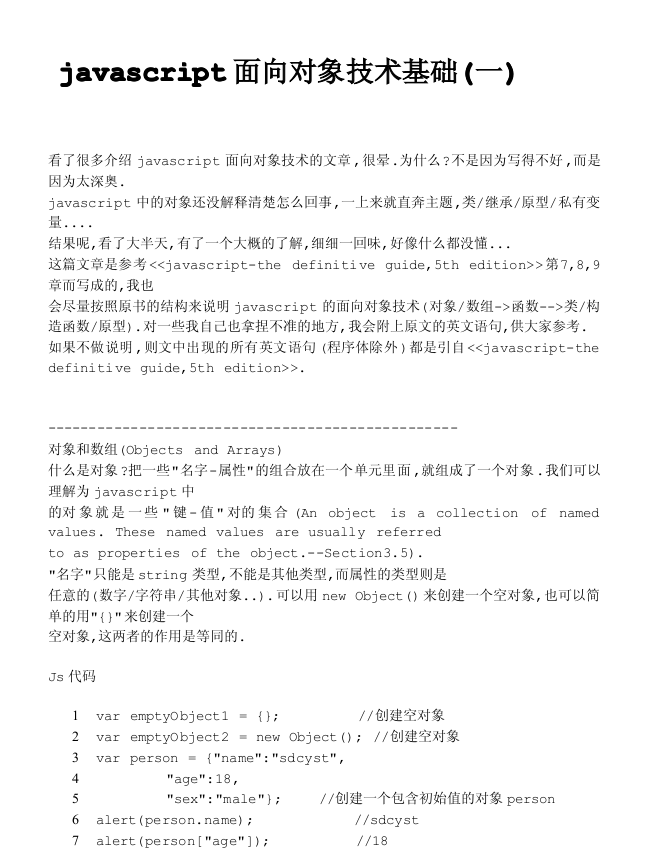 javascript 面向对象技术基础(一)
看了很多介绍 javascript 面向对象技术的文章,很晕.为什么?不是因为写得不好,而是
因为太深奥.
javascript 中的对象还没解释清楚怎么回事,一上来就直奔主题,类/继承/原型/私有变
量....
结果呢,看了大半天,有了一个大概的了解,细细一回味,好像什么都没懂...
这篇文章是参考<<javascript-the definitive guide,5th edition>>第7,8,9
章而写成的,我也
会尽量按照原书的结构来说明 javascript 的面向对象技术(对象/数组->函数-->类/构
造函数/原型).对一些我自己也拿捏不准的地方,我会附上原文的英文语句,供大家参考.
如果不做说明,则文中出现的所有英文语句(程序体除外)都是引自<<javascript-the
definitive guide,5th edition>>.
---------------------------------------------------
对象和数组(Objects and Arrays)
什么是对象?把一些"名字-属性"的组合放在一个单元里面,就组成了一个对象.我们可以
理解为 javascript 中
的对象就是一些"键-值"对的集合(An object is a collection of named
values. These named values are usually referred
to as properties of the object.--Section3.5).
"名字"只能是 string 类型,不能是其他类型,而属性的类型则是
任意的(数字/字符串/其他对象..).可以用 new Object()来创建一个空对象,也可以简
单的用"{}"来创建一个
空对象,这两者的作用是等同的.
Js 代码
1 var emptyObject1 = {}; //创建空对象
2 var emptyObject2 = new Object(); //创建空对象
3 var person = {"name":"sdcyst",
4 "age":18,
5 "sex":"male"}; //创建一个包含初始值的对象 person
6 alert(person.name); //sdcyst
7 alert(person["age"]); //18